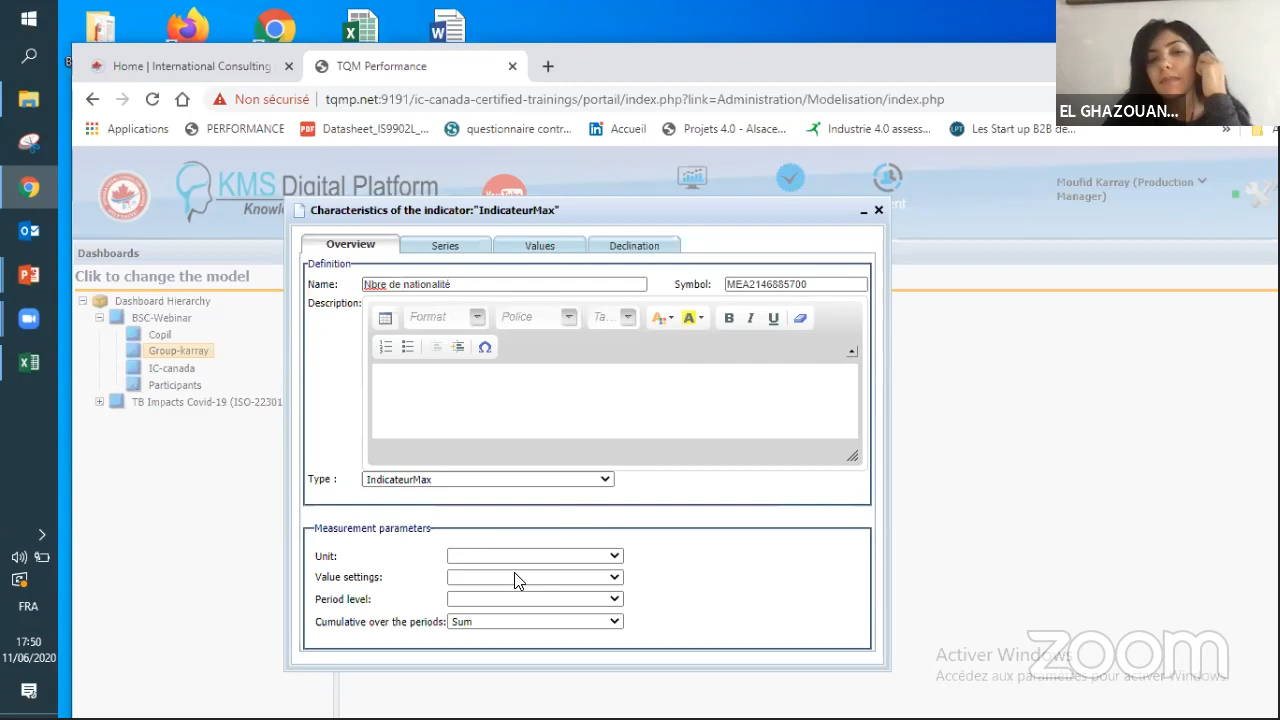 EL GHAZOUAN...
Home | International Consulting
TQM Performance
Non sécurisé
tqmp.net:9191/ic-canada-certified-trainings/portail/index.php?link=Administration/Modelisation/index.php
Applications
PERFORMANCE
Datasheet_IS9902L_...
questionnaire contr...
Accueil
Projets 4.0 - Alsace...
Industrie 4.0 assess...
Les Start up B2B de...
KMS Digital Platform
Moufid Karray (Production Manager)
Characteristics of the indicator:"IndicateurMax"
Dashboards
Clik to change the model
Dashboard Hierarchy
BSC-Webinar
Copil
Group-karray
IC-canada
Participants
TB Impacts Covid-19 (ISO-22301
Overview
Series
Values
Declination
Definition
Name:
Nbre de nationalité
Symbol:
MEA2146885700
Description:
Format
Police
Ta...
B I U
Type :
IndicateurMax
Measurement parameters
Unit:
Value settings:
Period level:
Cumulative over the periods:
Sum
Activer Windows
Accédez aux paramètres pour activer Windows.
zoom
FRA
17:50
11/06/2020